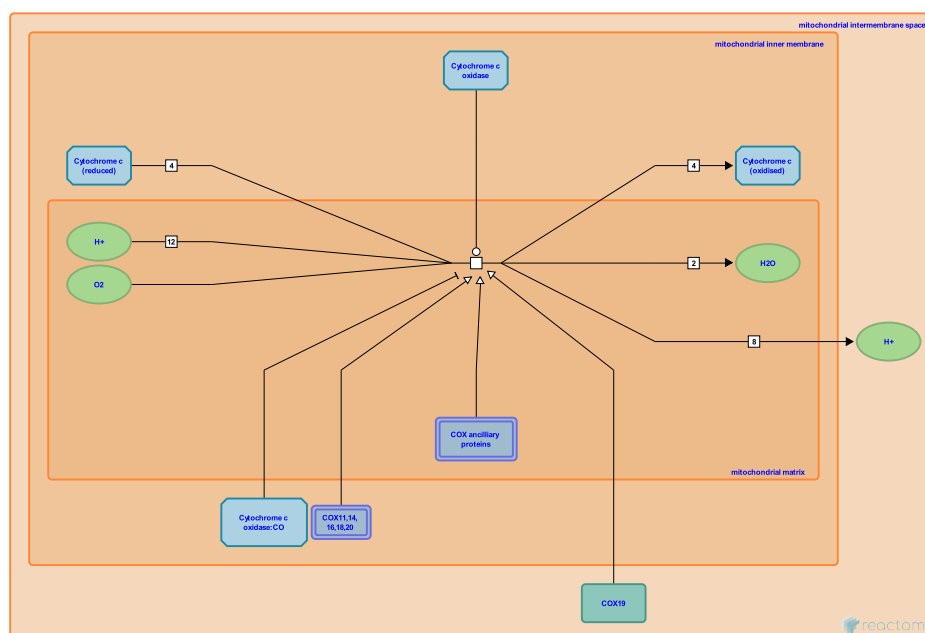 mitochondrial intermembrane space
mitochondrial inner membrane
Cytochrome c
oxidase
Cytochrome c
(reduced)
4
4
Cytochrome c
(oxidised)
H+
12
O2
2
H2O
8
H+
COX ancilliary
proteins
mitochondrial matrix
Cytochrome c
oxidase:CO
COX11,14,
16,18,20
COX19
reactom